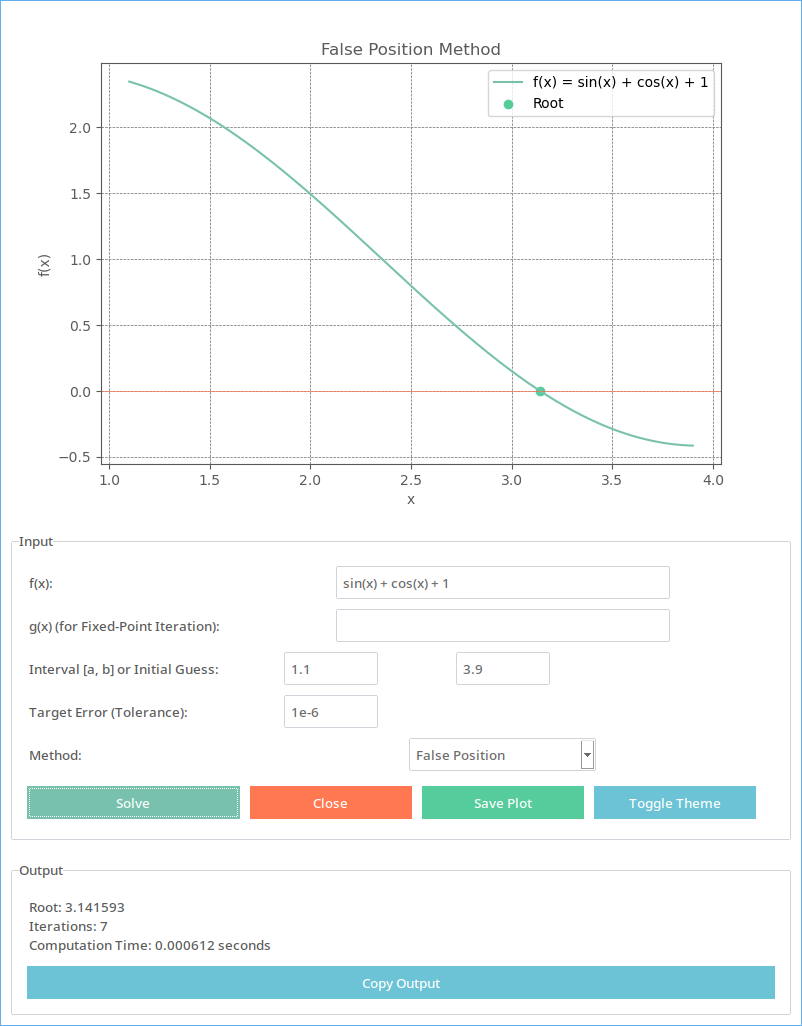 False Position Method
f(x) = sin(x) + cos(x) + 1
Root
2.0
1.5
1.0
0.5
0.0
−0.5
f(x)
1.0 1.5 2.0 2.5 3.0 3.5 4.0
x
Input
f(x): sin(x) + cos(x) + 1
g(x) (for Fixed-Point Iteration):
Interval [a, b] or Initial Guess: 1.1 3.9
Target Error (Tolerance): 1e-6
Method: False Position
Solve Close Save Plot Toggle Theme
Output
Root: 3.141593
Iterations: 7
Computation Time: 0.000612 seconds
Copy Output